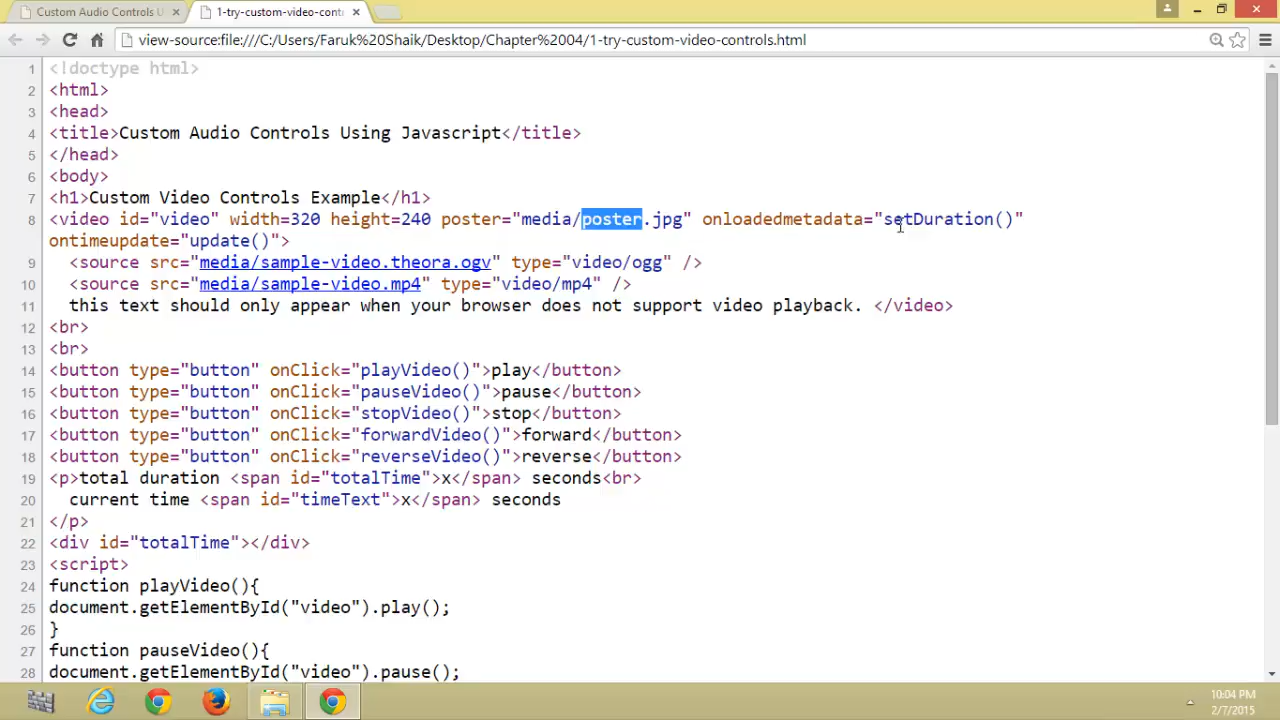 Custom Audio Controls U
1-try-custom-video-cont
view-source:file:///C:/Users/Faruk%20Shaik/Desktop/Chapter%2004/1-try-custom-video-controls.html
1 <!doctype html>
2 <html>
3 <head>
4 <title>Custom Audio Controls Using Javascript</title>
5 </head>
6 <body>
7 <h1>Custom Video Controls Example</h1>
8 <video id="video" width=320 height=240 poster="media/poster.jpg" onloadedmetadata="setDuration()"
ontimeupdate="update()">
9 <source src="media/sample-video.theora.ogv" type="video/ogg" />
10 <source src="media/sample-video.mp4" type="video/mp4" />
11 this text should only appear when your browser does not support video playback. </video>
12 <br>
13 <br>
14 <button type="button" onClick="playVideo()">play</button>
15 <button type="button" onClick="pauseVideo()">pause</button>
16 <button type="button" onClick="stopVideo()">stop</button>
17 <button type="button" onClick="forwardVideo()">forward</button>
18 <button type="button" onClick="reverseVideo()">reverse</button>
19 <p>total duration <span id="totalTime">x</span> seconds<br>
20 current time <span id="timeText">x</span> seconds
21 </p>
22 <div id="totalTime"></div>
23 <script>
24 function playVideo(){
25 document.getElementById("video").play();
26 }
27 function pauseVideo(){
28 document.getElementById("video").pause();
10:04 PM
2/7/2015